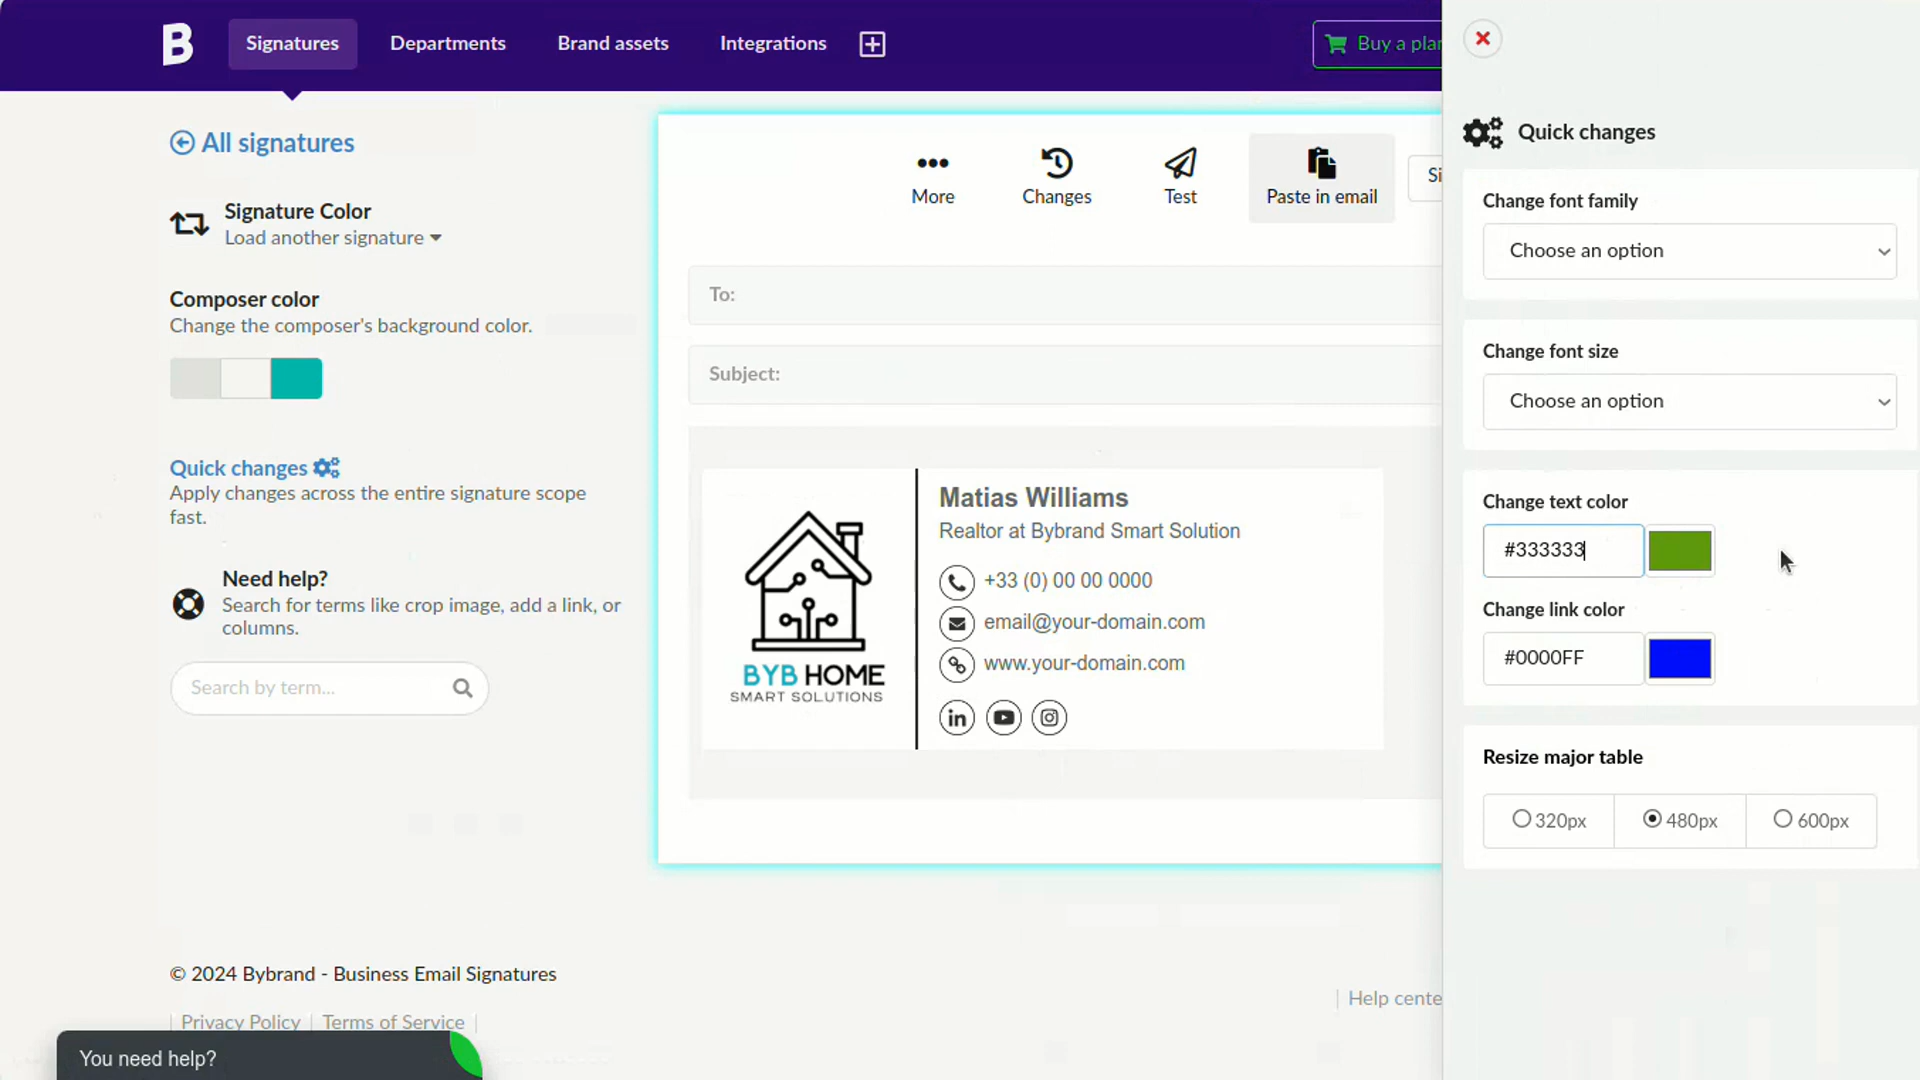 B
Signatures
Departments
Brand assets
Integrations
Buy a plan
All signatures
Signature Color
Load another signature
Composer color
Change the composer's background color.
Quick changes
Apply changes across the entire signature scope
fast.
Need help?
Search for terms like crop image, add a link, or
columns.
Search by term...
More
Changes
Test
Paste in email
Si
To:
Subject:
BYB HOME
SMART SOLUTIONS
Matias Williams
Realtor at Bybrand Smart Solution
+33 (0) 00 00 0000
email@your-domain.com
www.your-domain.com
in
Quick changes
Change font family
Choose an option
Change font size
Choose an option
Change text color
#333333
Change link color
#0000FF
Resize major table
320px
480px
600px
© 2024 Bybrand - Business Email Signatures
Help cente
Privacy Policy
Terms of Service
You need help?